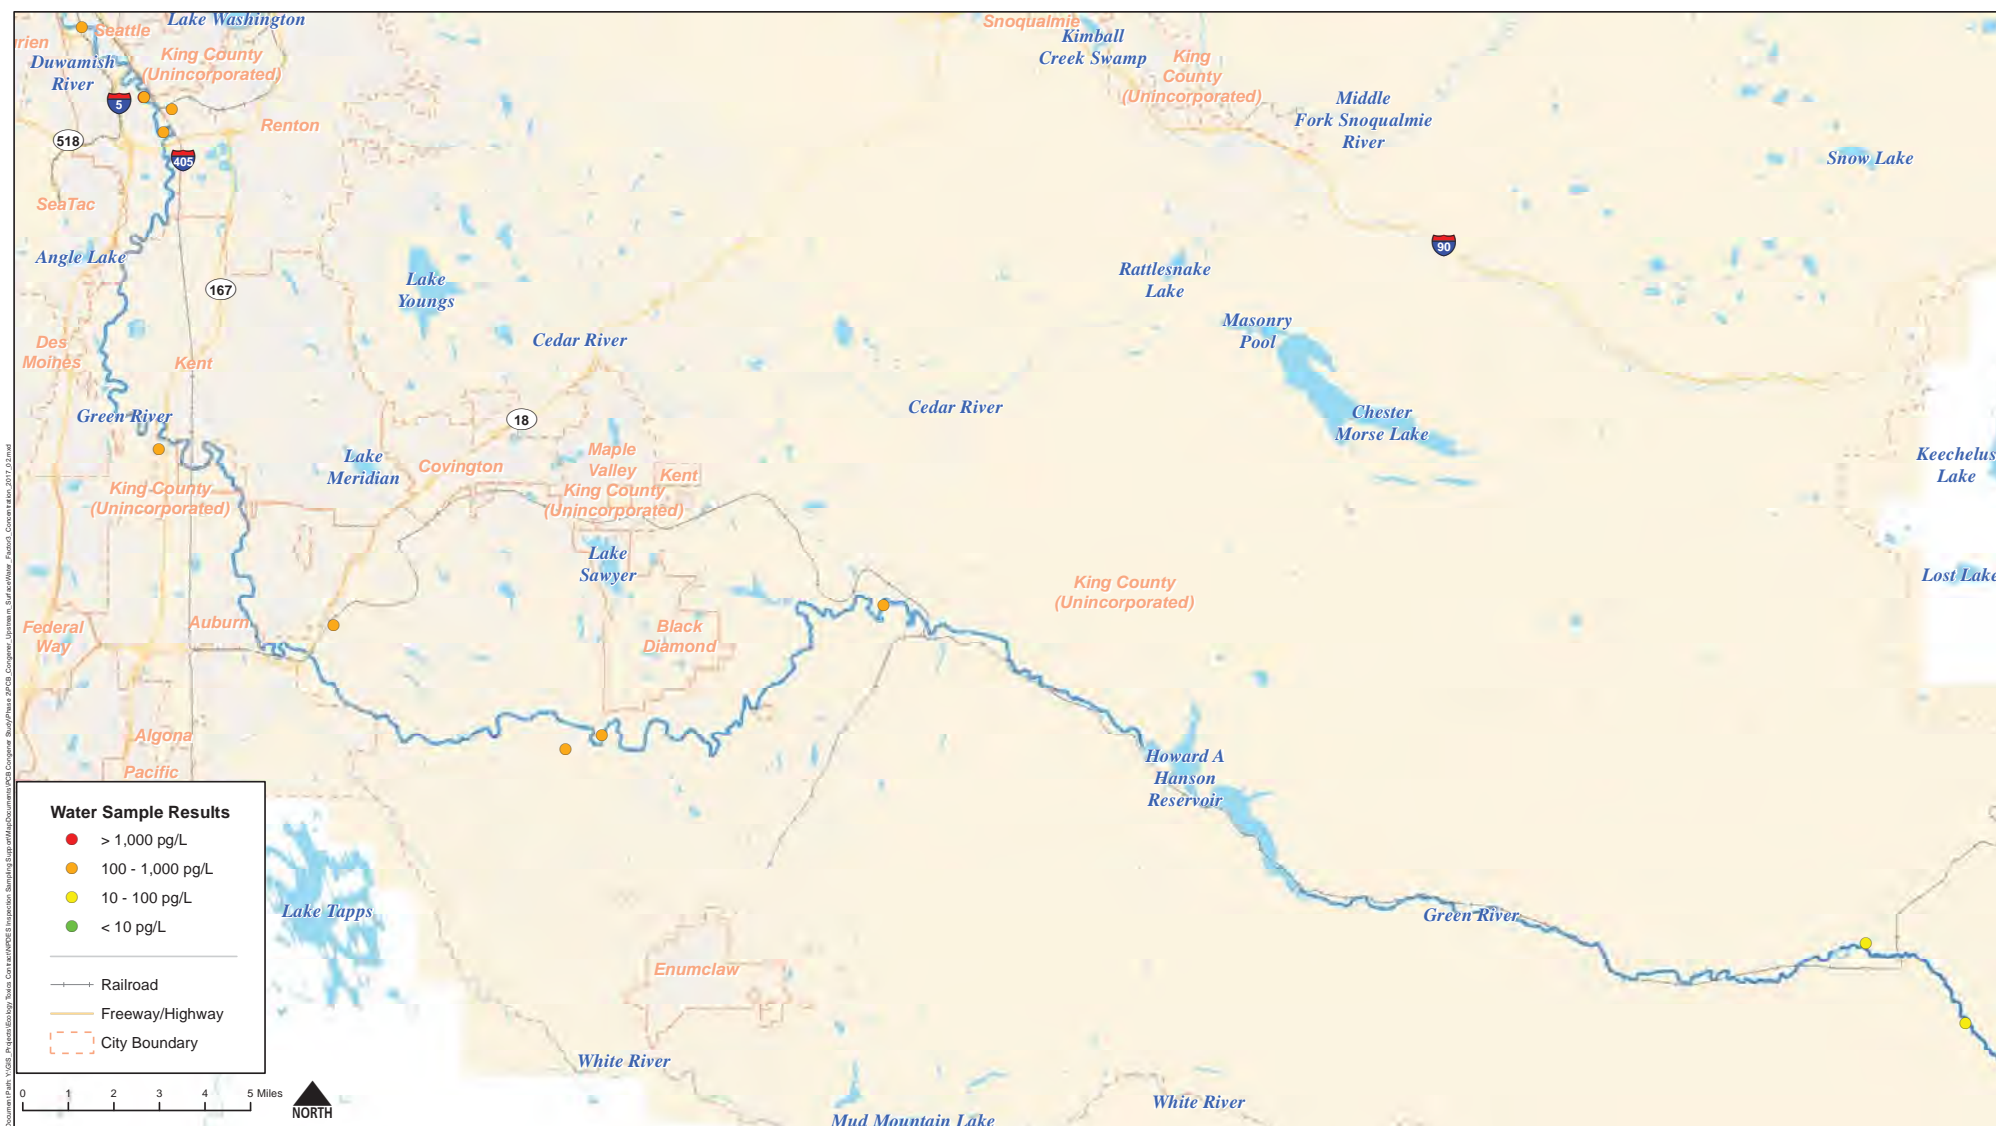 Lake Washington
Seattle
rien
King County
(Unincorporated)
Duwamish
River
5
518
405
Renton
SeaTac
Angle Lake
167
Des
Moines
Kent
Green River
King County
(Unincorporated)
Federal
Way
Auburn
Algona
Pacific
Snoqualmie
Kimball
Creek Swamp
King
County
(Unincorporated)
Middle
Fork Snoqualmie
River
Snow Lake
90
Rattlesnake
Lake
Masonry
Pool
Chester
Morse Lake
Keechelus
Lake
Lost Lake
Lake
Youngs
Cedar River
Cedar River
18
Lake
Meridian
Covington
Maple
Valley
King County
(Unincorporated)
Kent
Lake
Sawyer
Black
Diamond
King County
(Unincorporated)
Howard A
Hanson
Reservoir
Green River
Lake Tapps
Enumclaw
White River
Mud Mountain Lake
White River
Water Sample Results
> 1,000 pg/L
100 - 1,000 pg/L
10 - 100 pg/L
< 10 pg/L
Railroad
Freeway/Highway
City Boundary
0 1 2 3 4 5 Miles
NORTH